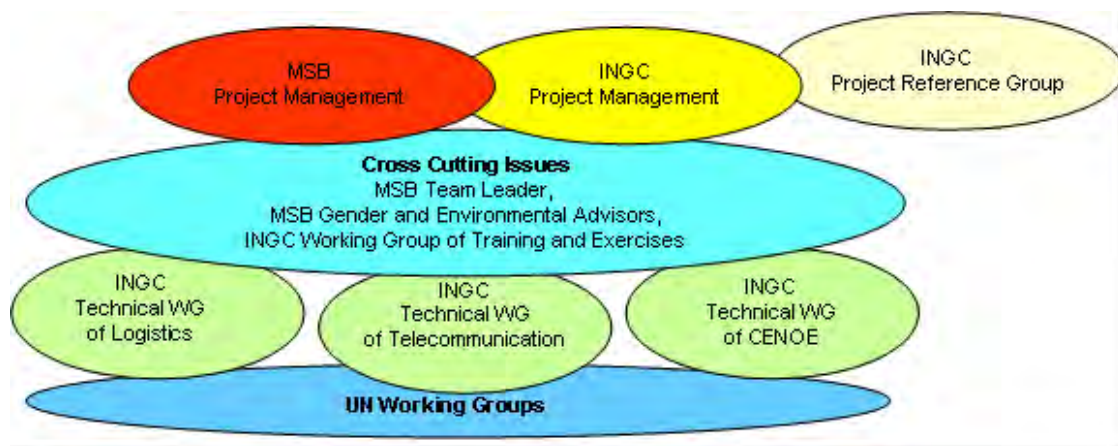 MSB
Project Management
INGC
Project Management
INGC
Project Reference Group
Cross Cutting Issues
MSB Team Leader,
MSB Gender and Environmental Advisors,
INGC Working Group of Training and Exercises
INGC
Technical WG
of Logistics
INGC
Technical WG
of Telecommunication
INGC
Technical WG
of CENOE
UN Working Groups